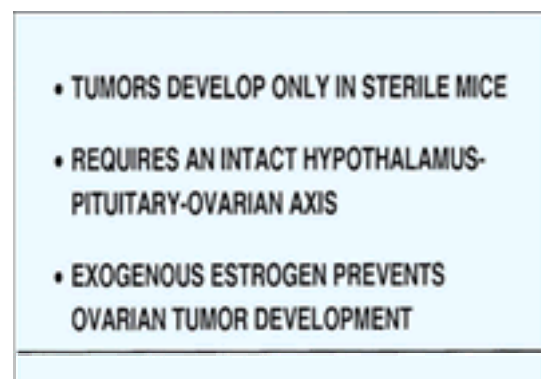 • TUMORS DEVELOP ONLY IN STERILE MICE
• REQUIRES AN INTACT HYPOTHALAMUS-
PITUITARY-OVARIAN AXIS
• EXOGENOUS ESTROGEN PREVENTS
OVARIAN TUMOR DEVELOPMENT